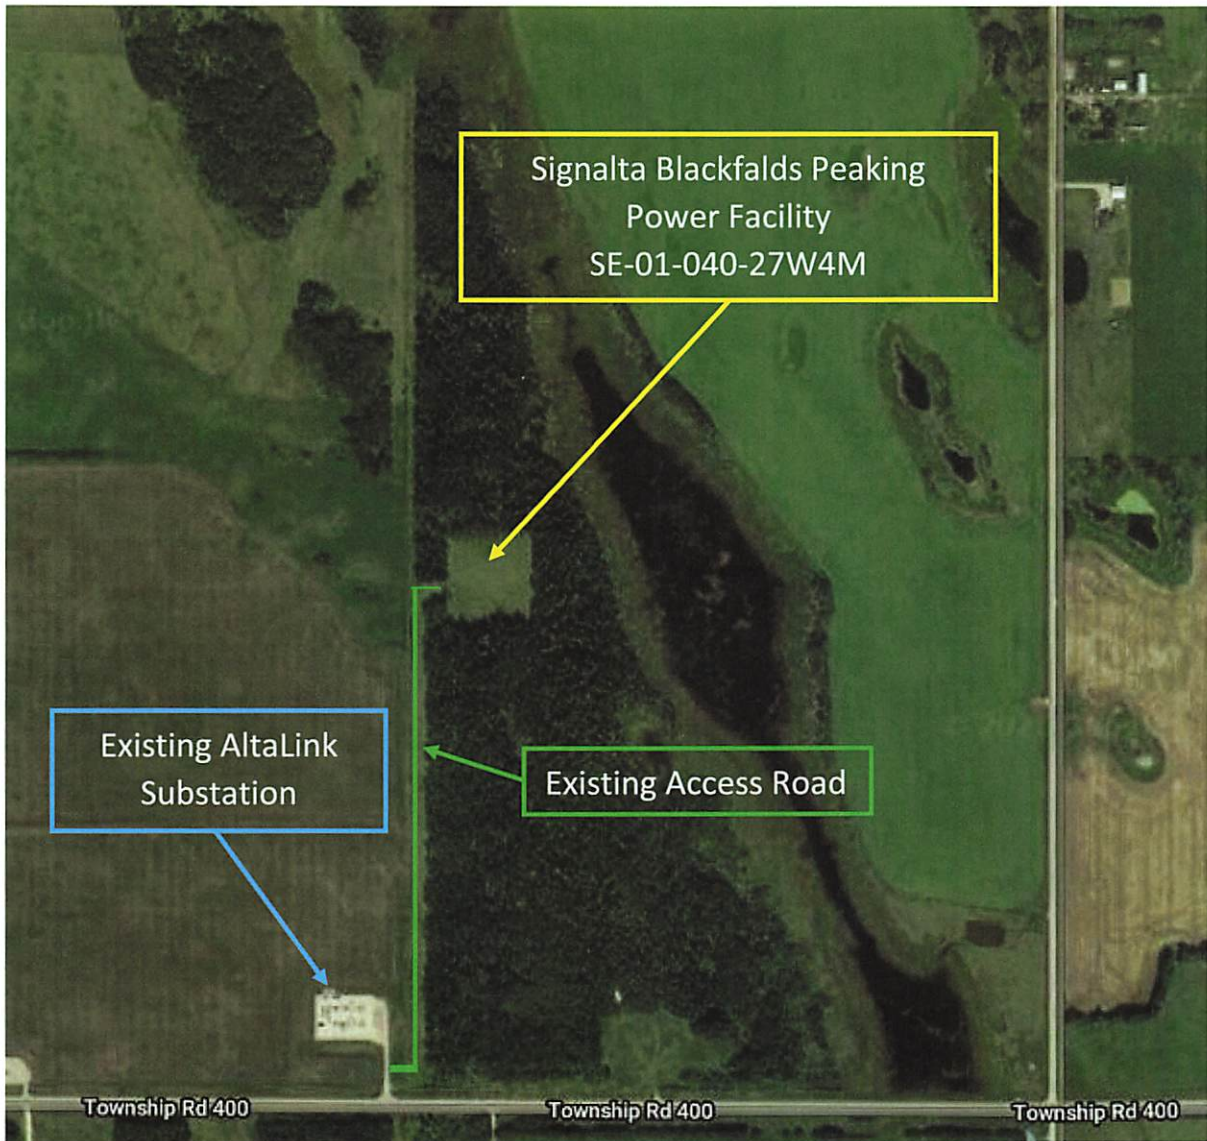 Signalta Blackfalds Peaking
Power Facility
SE-01-040-27W4M
Existing AltaLink
Substation
Existing Access Road
Township Rd 400
Township Rd 400
Township Rd 400